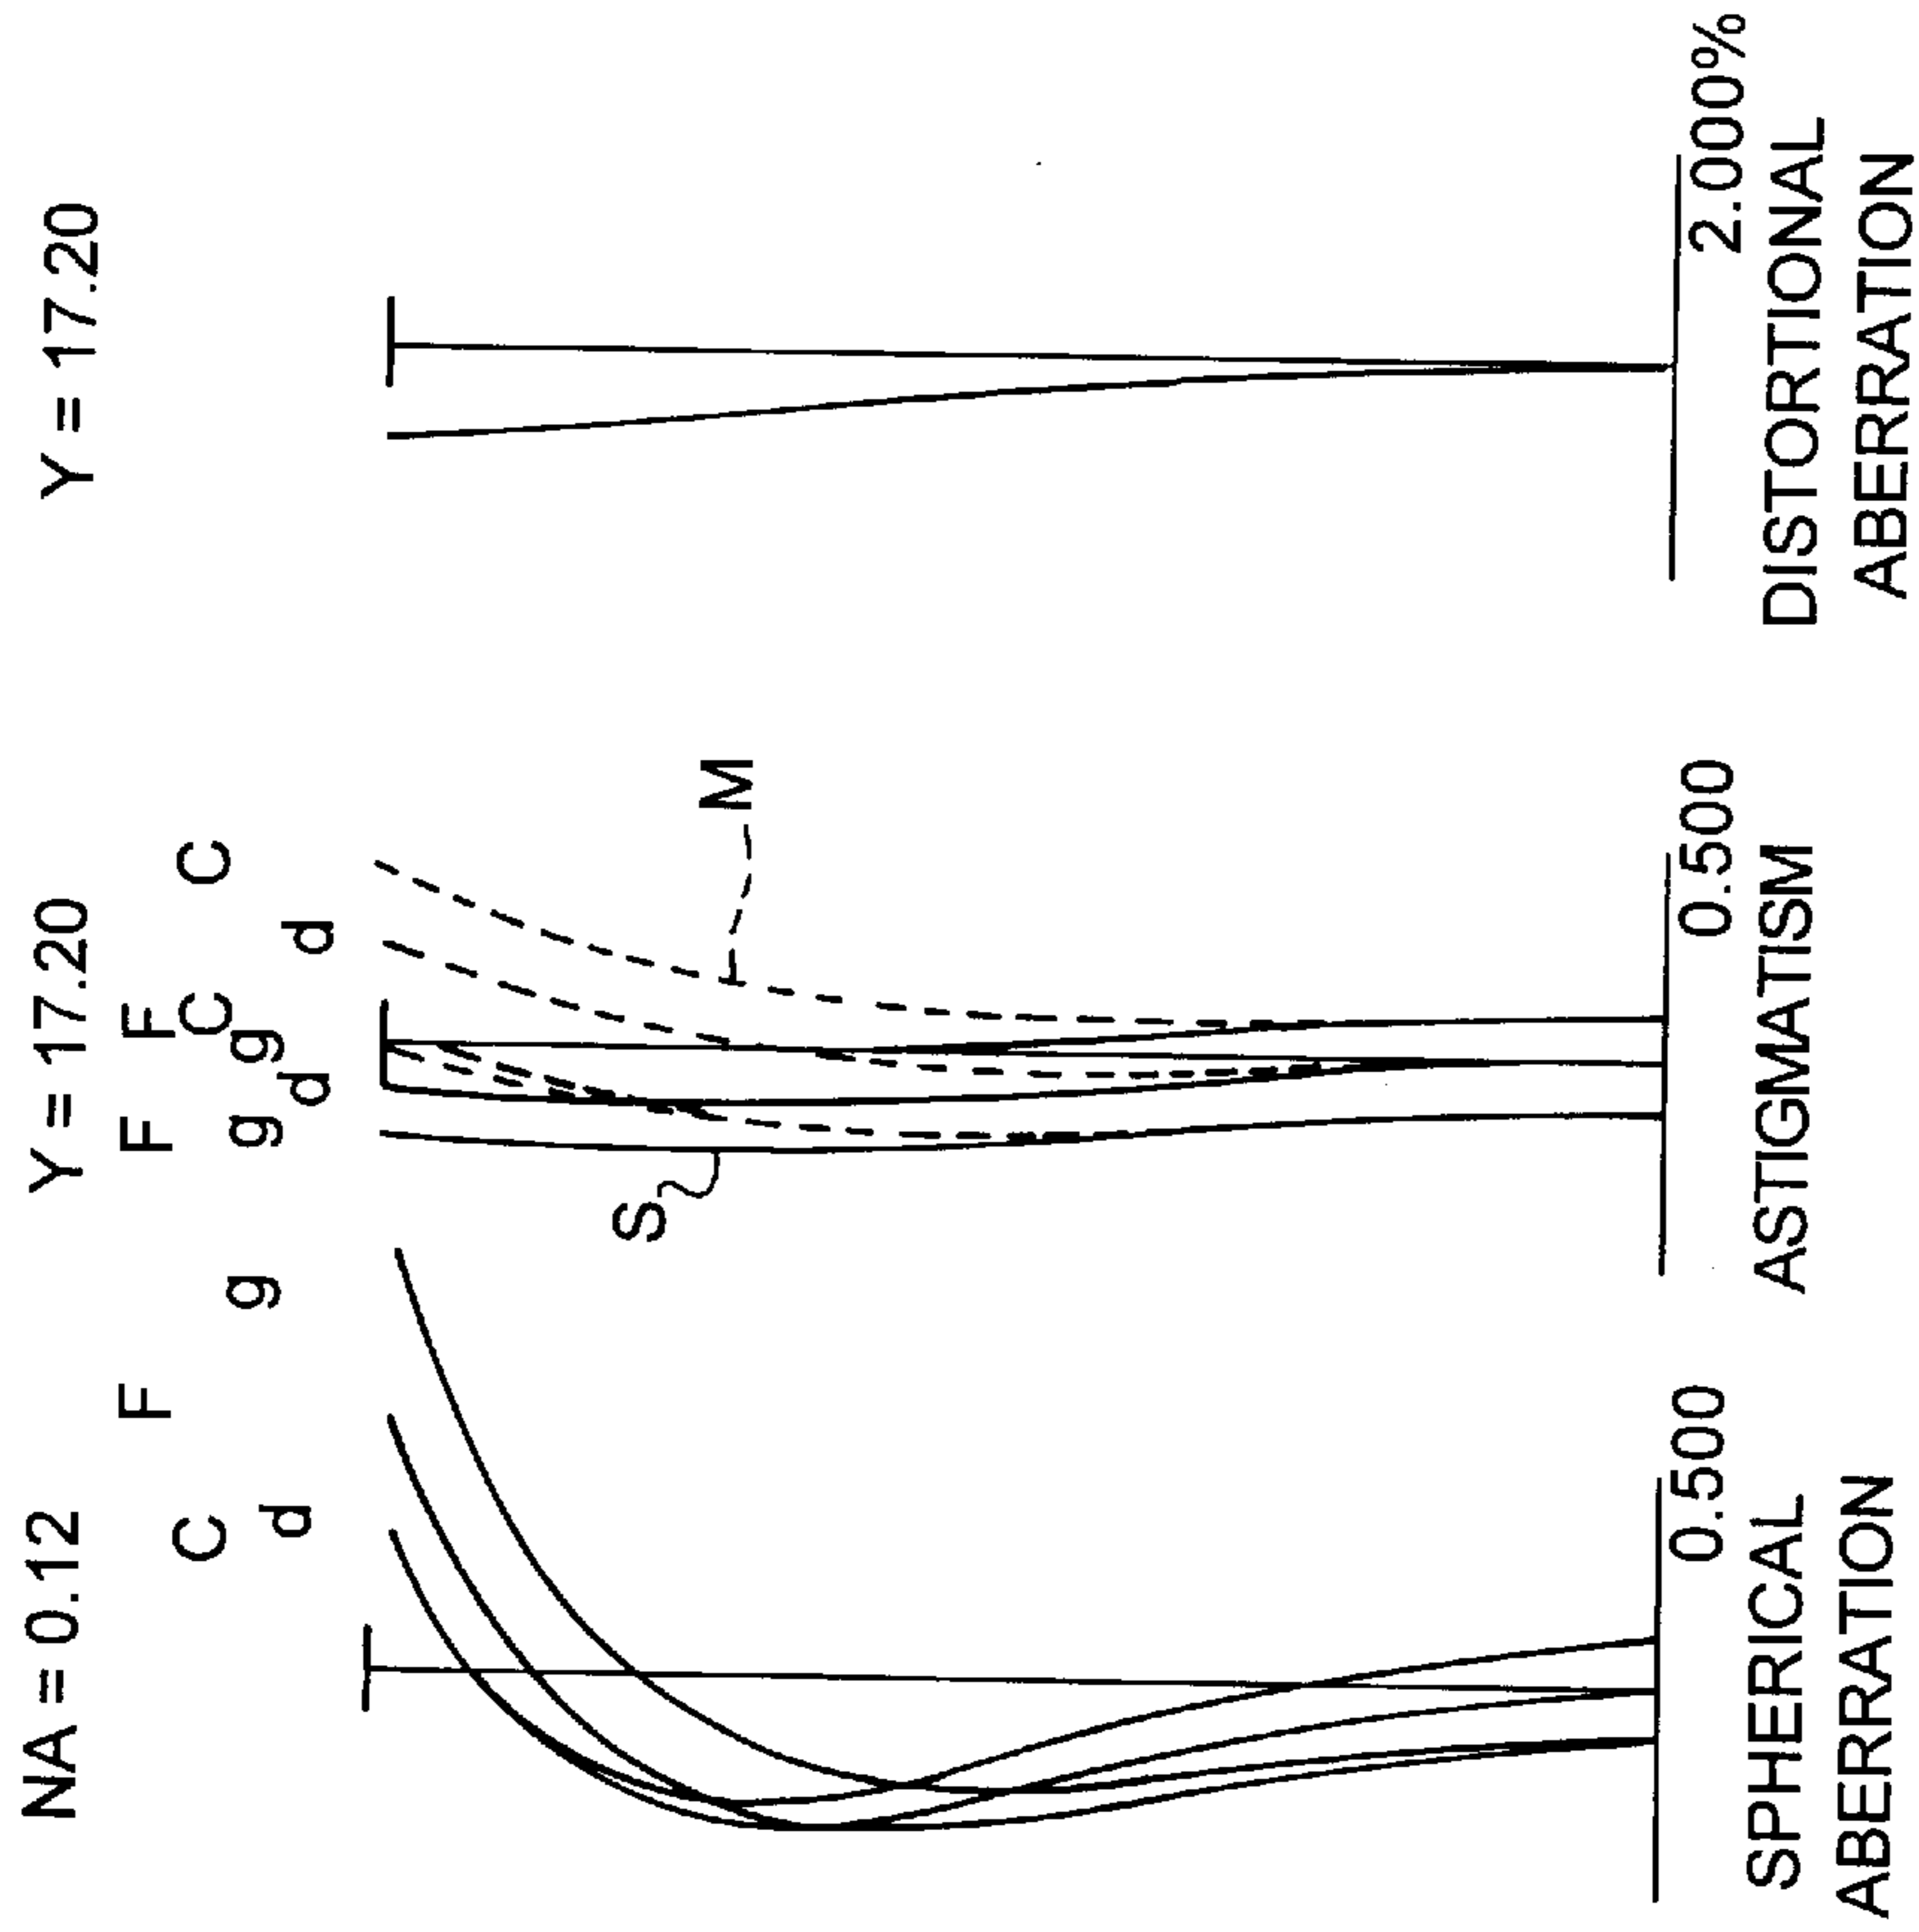 NA = 0.12
F
C
g
d
0.500
SPHERICAL
ABERRATION
Y = 17.20
F F
C C
g g
d d
S
M
0.500
ASTIGMATISM
Y = 17.20
2.000%
DISTORTIONAL
ABERRATION